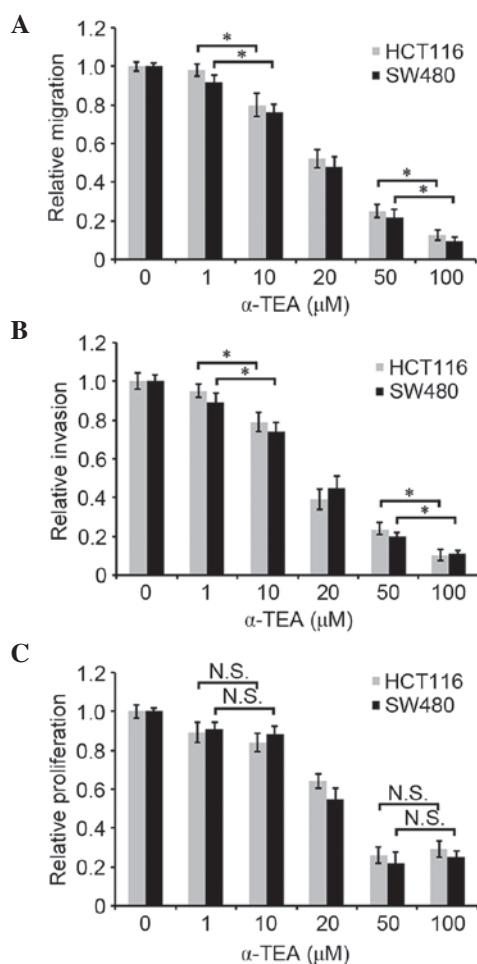 A
Relative migration
1.2
1.0
0.8
0.6
0.4
0.2
0
* 
*
*
*
HCT116
SW480
0 1 10 20 50 100
α-TEA (μM)
B
Relative invasion
1.2
1.0
0.8
0.6
0.4
0.2
0
*
*
*
*
HCT116
SW480
0 1 10 20 50 100
α-TEA (μM)
C
Relative proliferation
1.2
1.0
0.8
0.6
0.4
0.2
0
N.S.
N.S.
N.S.
N.S.
HCT116
SW480
0 1 10 20 50 100
α-TEA (μM)